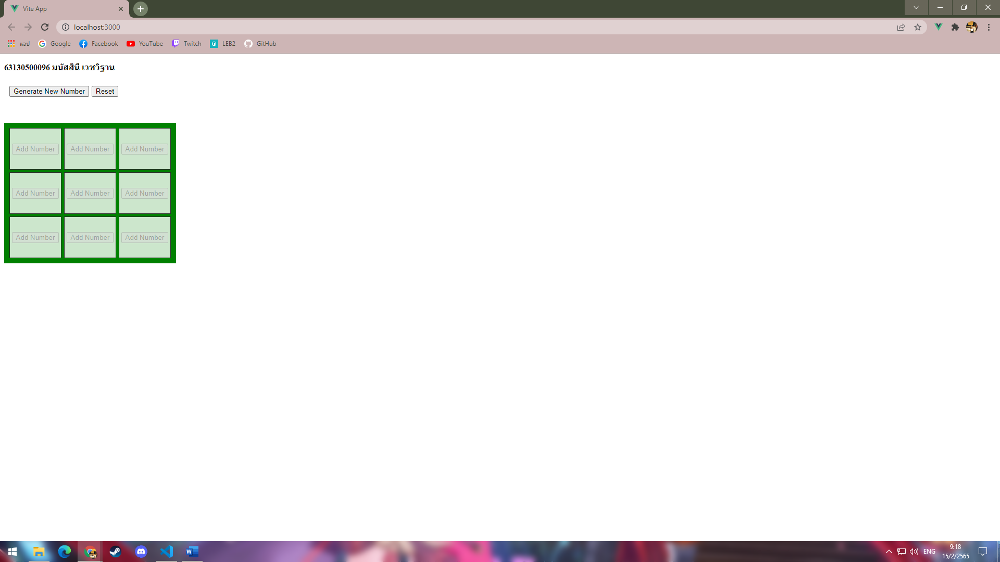 Vite App
localhost:3000
แอป Google Facebook YouTube Twitch LEB2 GitHub
63130500096 มนัสสินี เวชวิฐาน
Generate New Number Reset
Add Number Add Number Add Number
Add Number Add Number Add Number
Add Number Add Number Add Number
ENG
9:18
15/2/2565